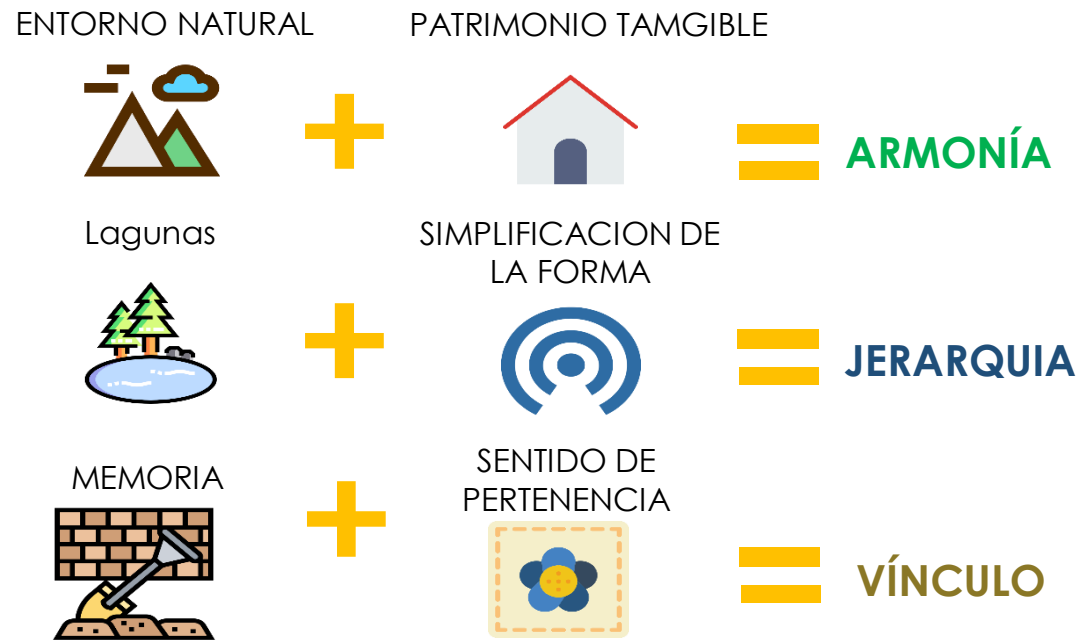 ENTORNO NATURAL
PATRIMONIO TAMGIBLE
ARMONÍA
Lagunas
SIMPLIFICACION DE
LA FORMA
JERARQUIA
MEMORIA
SENTIDO DE
PERTENENCIA
VÍNCULO